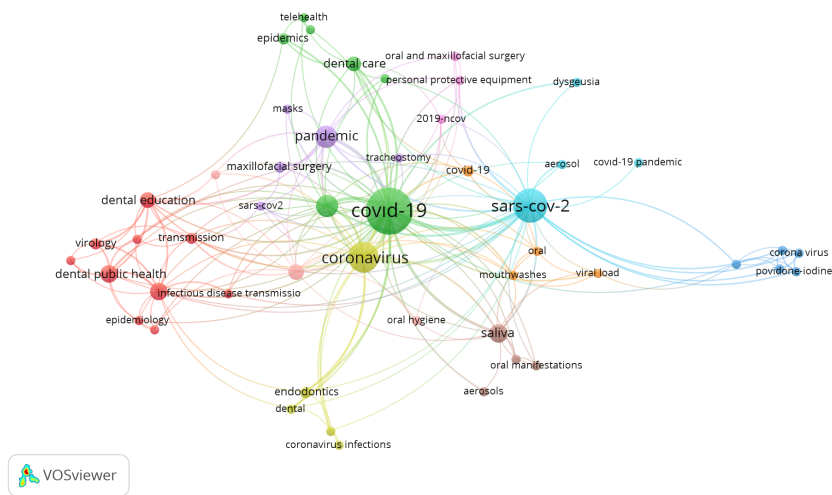 telehealth
epidemics
oral and maxillofacial surgery
dental care
personal protective equipment
dysgeusia
masks
2019-ncov
pandemic
tracheostomy
aerosol
covıd-19 pandemic
maxillofacial surgery
covıd-19
dental education
sars-cov2
covıd-19
sars-cov-2
transmission
virology
oral
corona virus
coronavirus
dental public health
mouthwashes
viral load
povidone-iodine
infectious disease transmissio
epidemiology
oral hygiene
saliva
oral manifestations
endodontics
aerosols
dental
coronavirus infections
VOSviewer